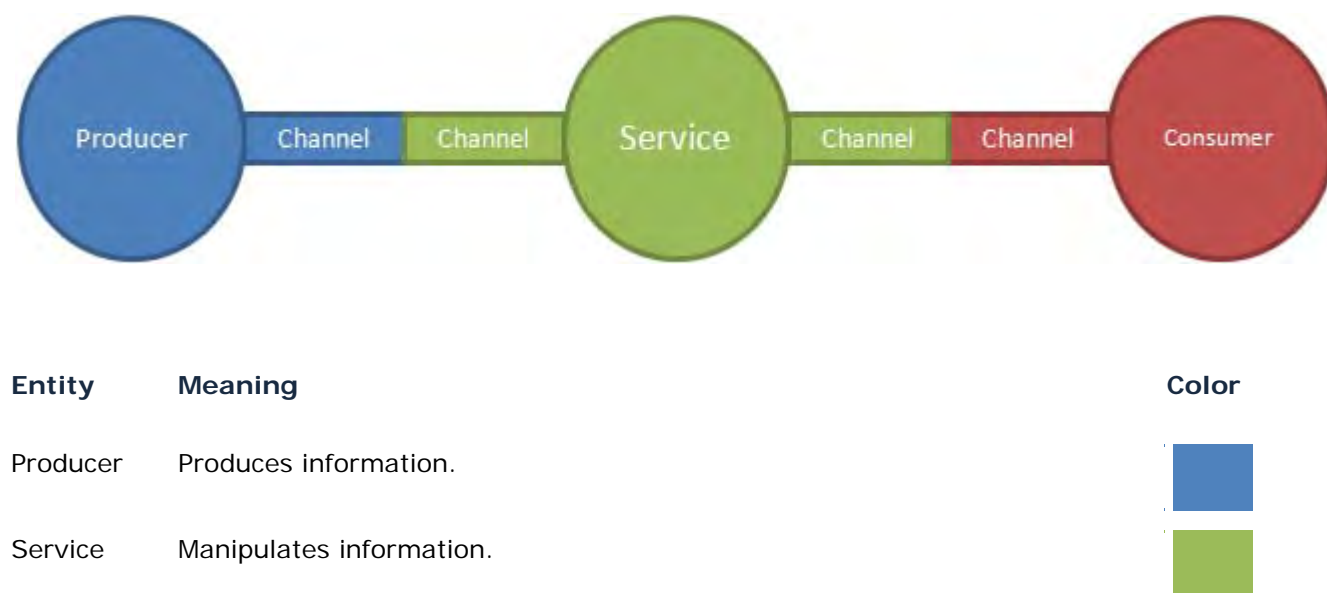 Producer Channel Channel Service Channel Channel Consumer
Entity Meaning Color
Producer Produces information.
Service Manipulates information.